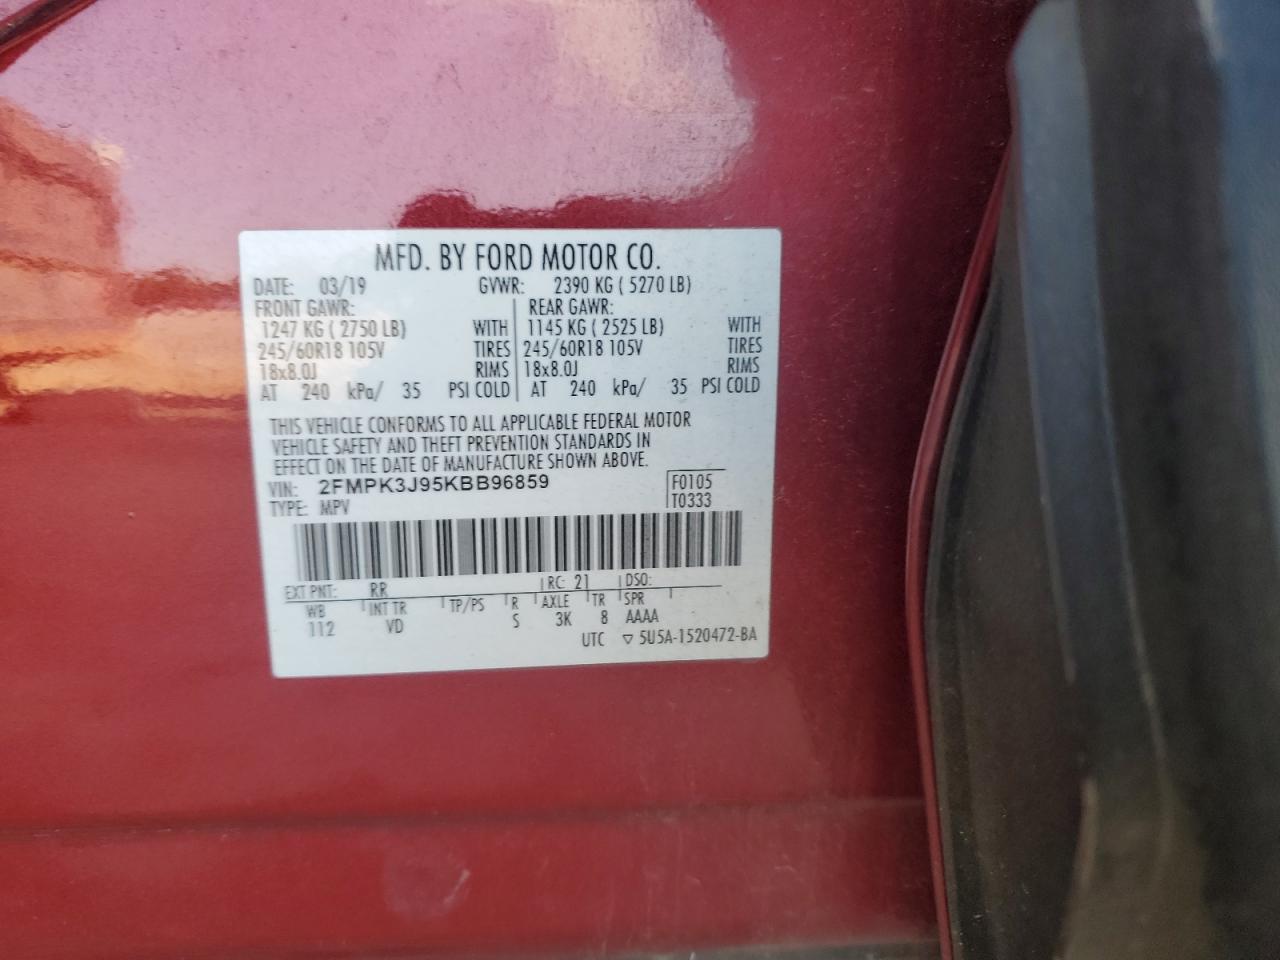 MFD. BY FORD MOTOR CO.
DATE: 03/19 GVWR: 2390 KG ( 5270 LB)
FRONT GAWR: REAR GAWR:
1247 KG ( 2750 LB) WITH 1145 KG ( 2525 LB) WITH
245/60R18 105V TIRES 245/60R18 105V TIRES
18x8.0J RIMS 18x8.0J RIMS
AT 240 kPa/ 35 PSI COLD AT 240 kPa/ 35 PSI COLD
THIS VEHICLE CONFORMS TO ALL APPLICABLE FEDERAL MOTOR
VEHICLE SAFETY AND THEFT PREVENTION STANDARDS IN
EFFECT ON THE DATE OF MANUFACTURE SHOWN ABOVE.
VIN: 2FMPK3J95KBB96859 F0105
TYPE: MPV T0333
EXT PNT: RR RC: 21 DSO:
WB INT TR TP/PS R AXLE TR SPR
112 VD S 3K 8 AAAA
UTC ▽ 5U5A-1520472-BA